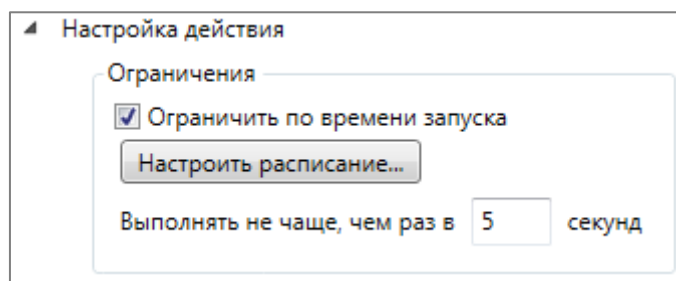 Настройка действия
Ограничения
Ограничить по времени запуска
Настроить расписание...
Выполнять не чаще, чем раз в 5 секунд